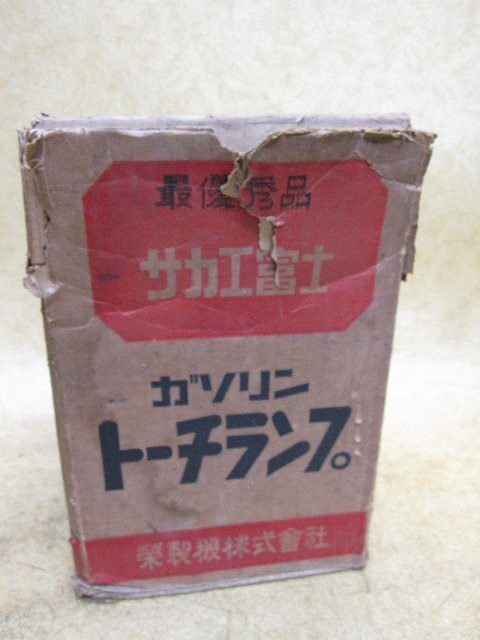 最優秀品
サカエ富士
ガソリン
トーチランプ
榮製機株式會社